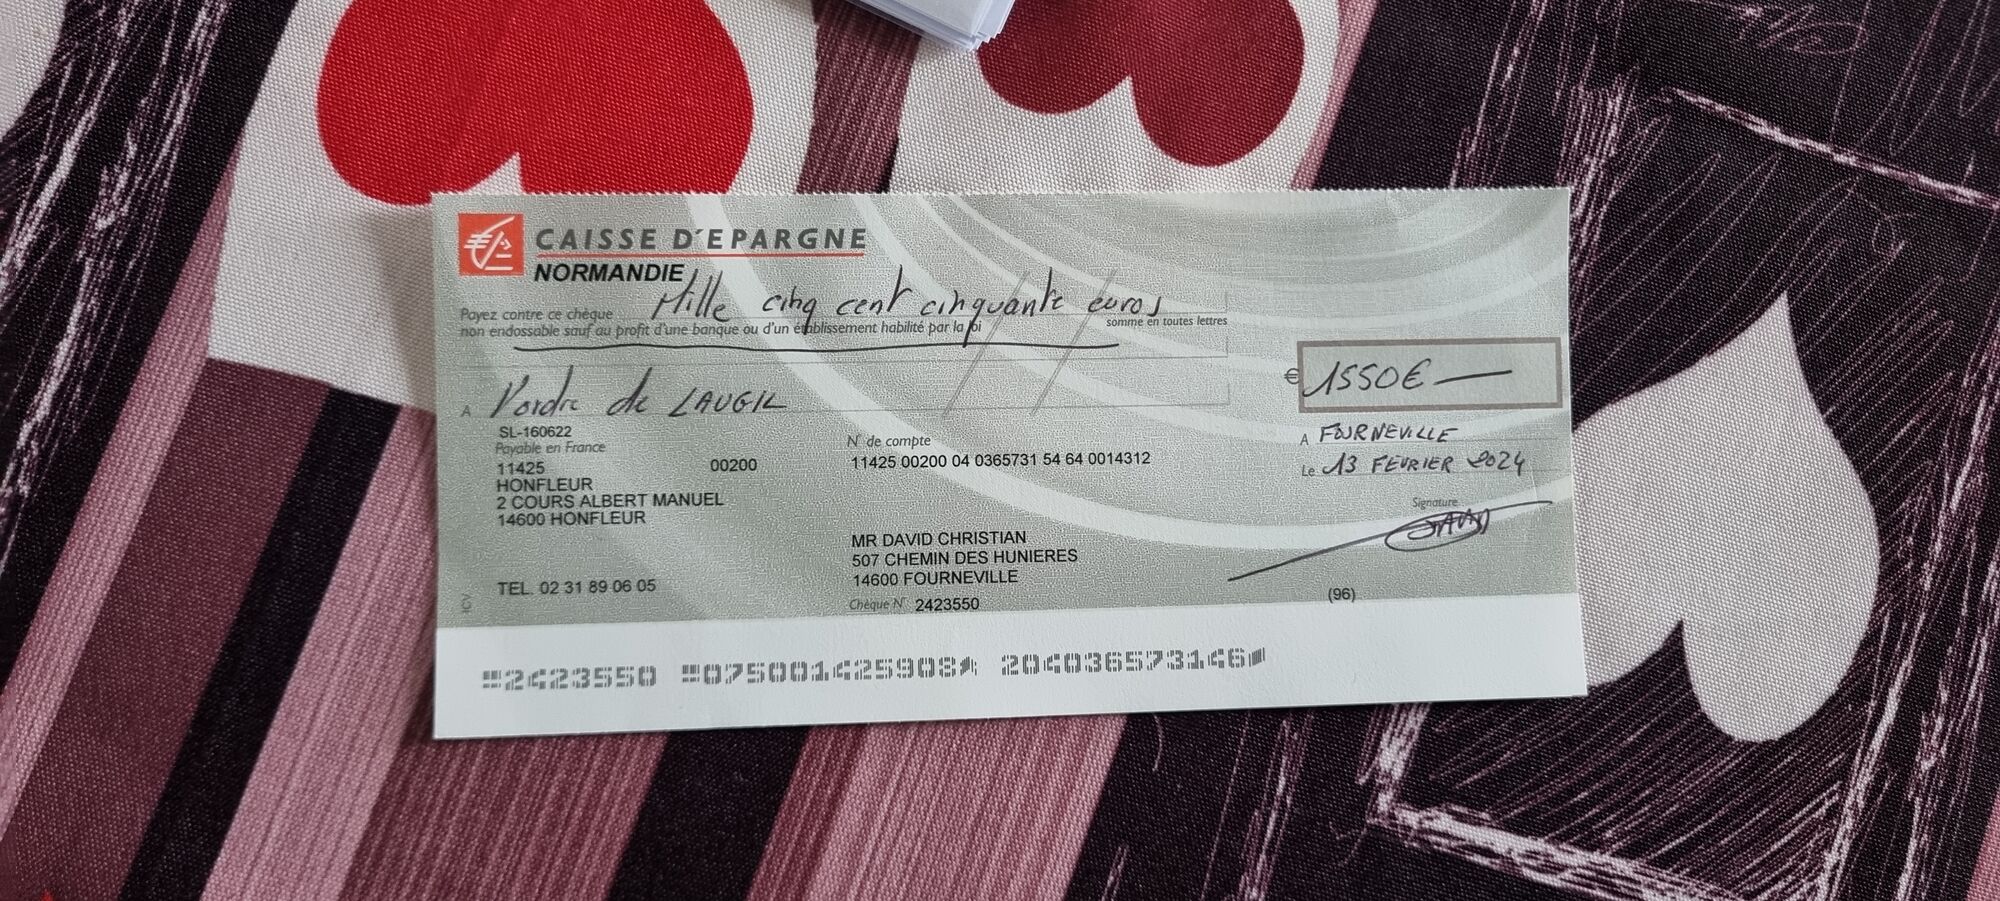 CAISSE D'EPARGNE
NORMANDIE
Payez contre ce chèque Mille cinq cent cinquante euros
non endossable sauf au profit d'une banque ou d'un établissement habilité par la loi
somme en toutes lettres
€ 1550€
A l'ordre de LAUGIL
A FOURNEVILLE
Le 13 FEVRIER 2024
SL-160622
Payable en France
11425 00200
HONFLEUR
2 COURS ALBERT MANUEL
14600 HONFLEUR
TEL. 02 31 89 06 05
N° de compte
11425 00200 04 0365731 54 64 0014312
MR DAVID CHRISTIAN
507 CHEMIN DES HUNIERES
14600 FOURNEVILLE
Chèque N° 2423550
Signature
(96)
2423550 075001425908 204036573146